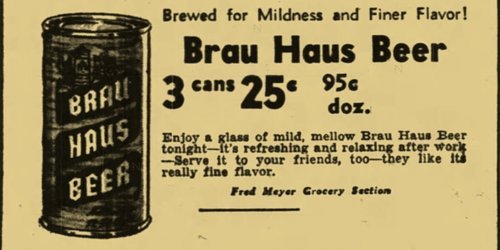 Brewed for Mildness and Finer Flavor!
Brau Haus Beer
3 cans 25c 95c
doz.
BRAU
HAUS
BEER
Enjoy a glass of mild, mellow Brau Haus Beer
tonight—it's refreshing and relaxing after work
—Serve it to your friends, too—they like its
really fine flavor.
Fred Meyer Grocery Section